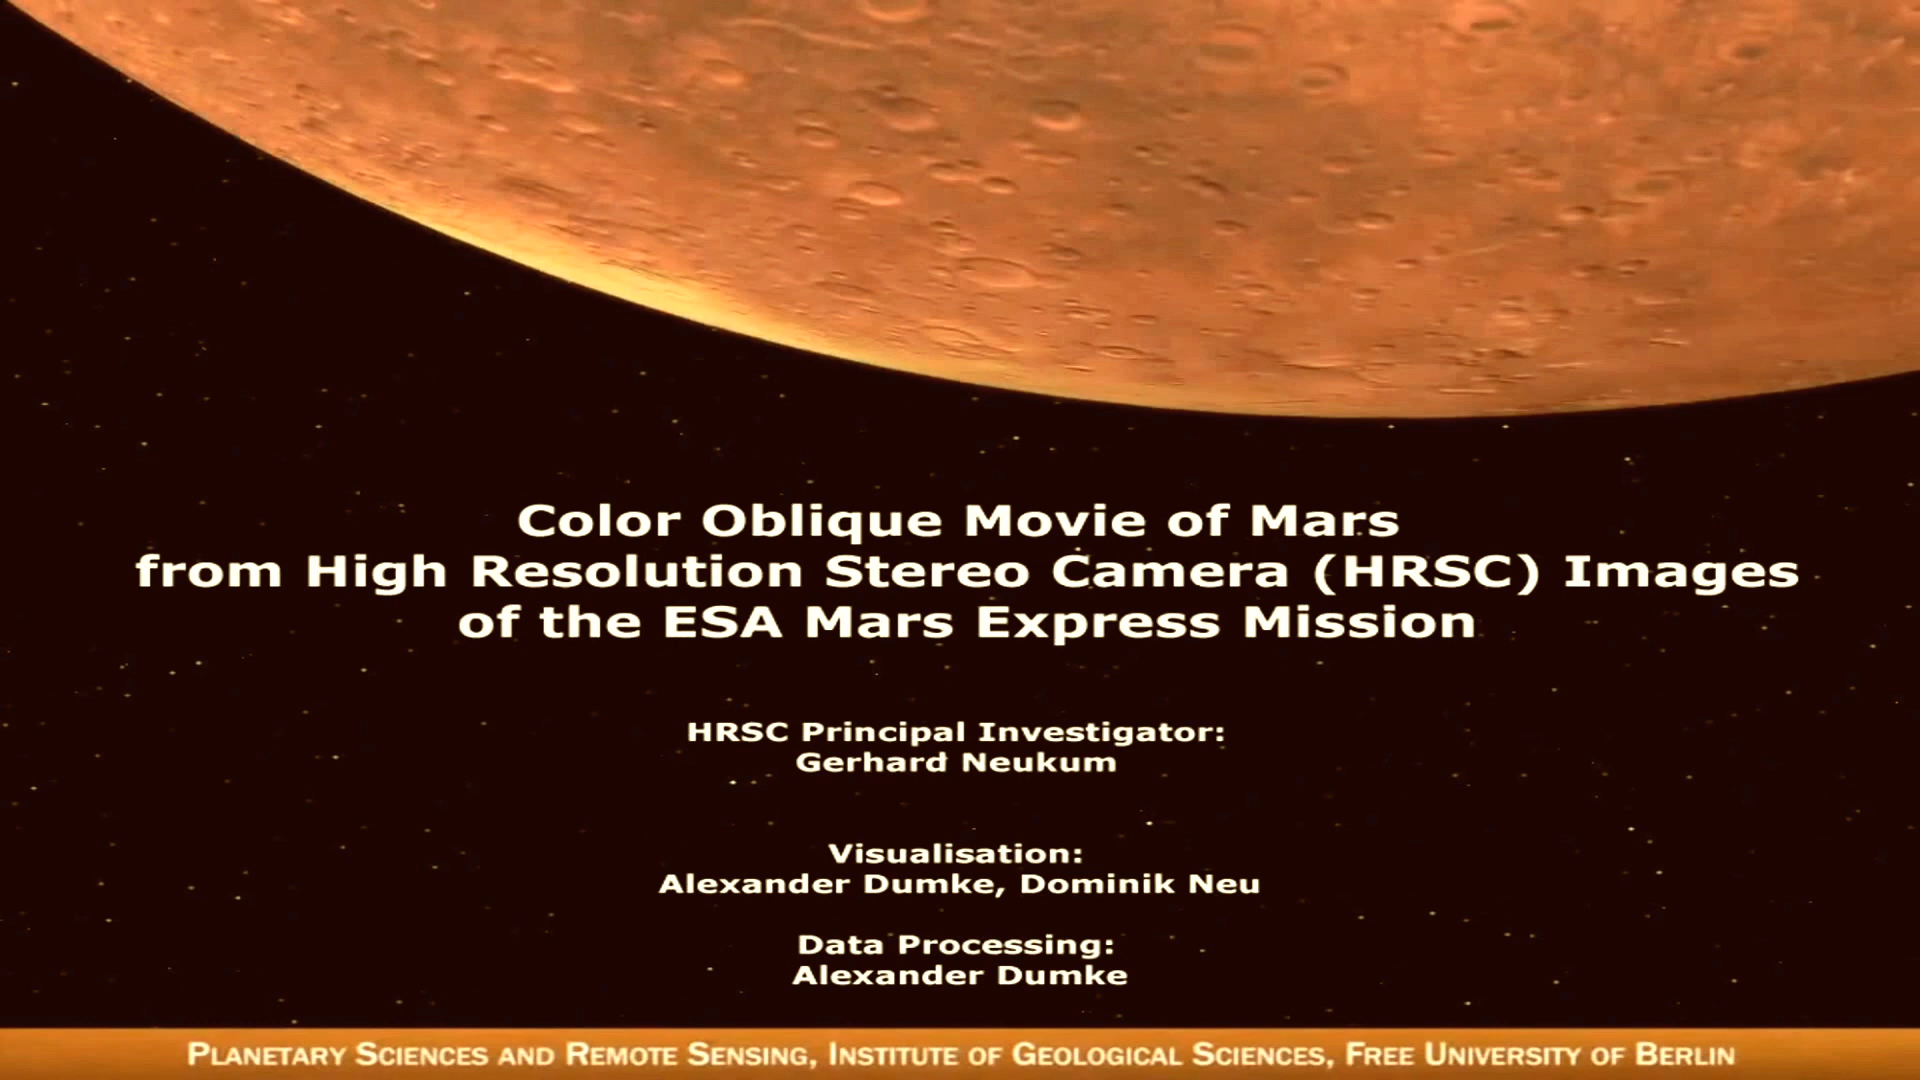 Color Oblique Movie of Mars
from High Resolution Stereo Camera (HRSC) Images
of the ESA Mars Express Mission
HRSC Principal Investigator:
Gerhard Neukum
Visualisation:
Alexander Dumke, Dominik Neu
Data Processing:
Alexander Dumke
PLANETARY SCIENCES AND REMOTE SENSING, INSTITUTE OF GEOLOGICAL SCIENCES, FREE UNIVERSITY OF BERLIN